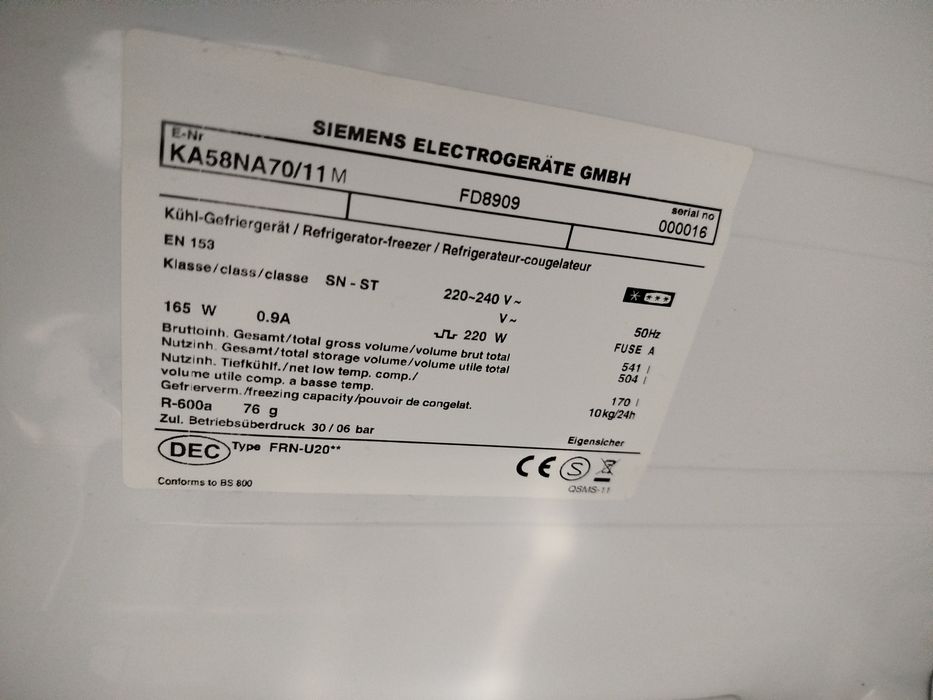 SIEMENS ELECTROGERÄTE GMBH
E-Nr
KA58NA70/11 M
FD8909
serial no
000016
Kühl-Gefriergerät / Refrigerator-freezer / Refrigerateur-cougelateur
EN 153
Klasse/class/classe SN - ST
220~240 V~
V~
50Hz
165 W 0.9A
220 W
FUSE A
Bruttoinh. Gesamt/total gross volume/volume brut total 541 l
Nutzinh. Gesamt/total storage volume/volume utile total 504 l
Nutzinh. Tiefkühlf./net low temp. comp./
volume utile comp. a basse temp. 170 l
Gefrierverm./freezing capacity/pouvoir de congelat. 10kg/24h
R-600a 76 g
Zul. Betriebsüberdruck 30 / 06 bar
Eigensicher
DEC Type FRN-U20**
CE S
QSMS-11
Conforms to BS 800